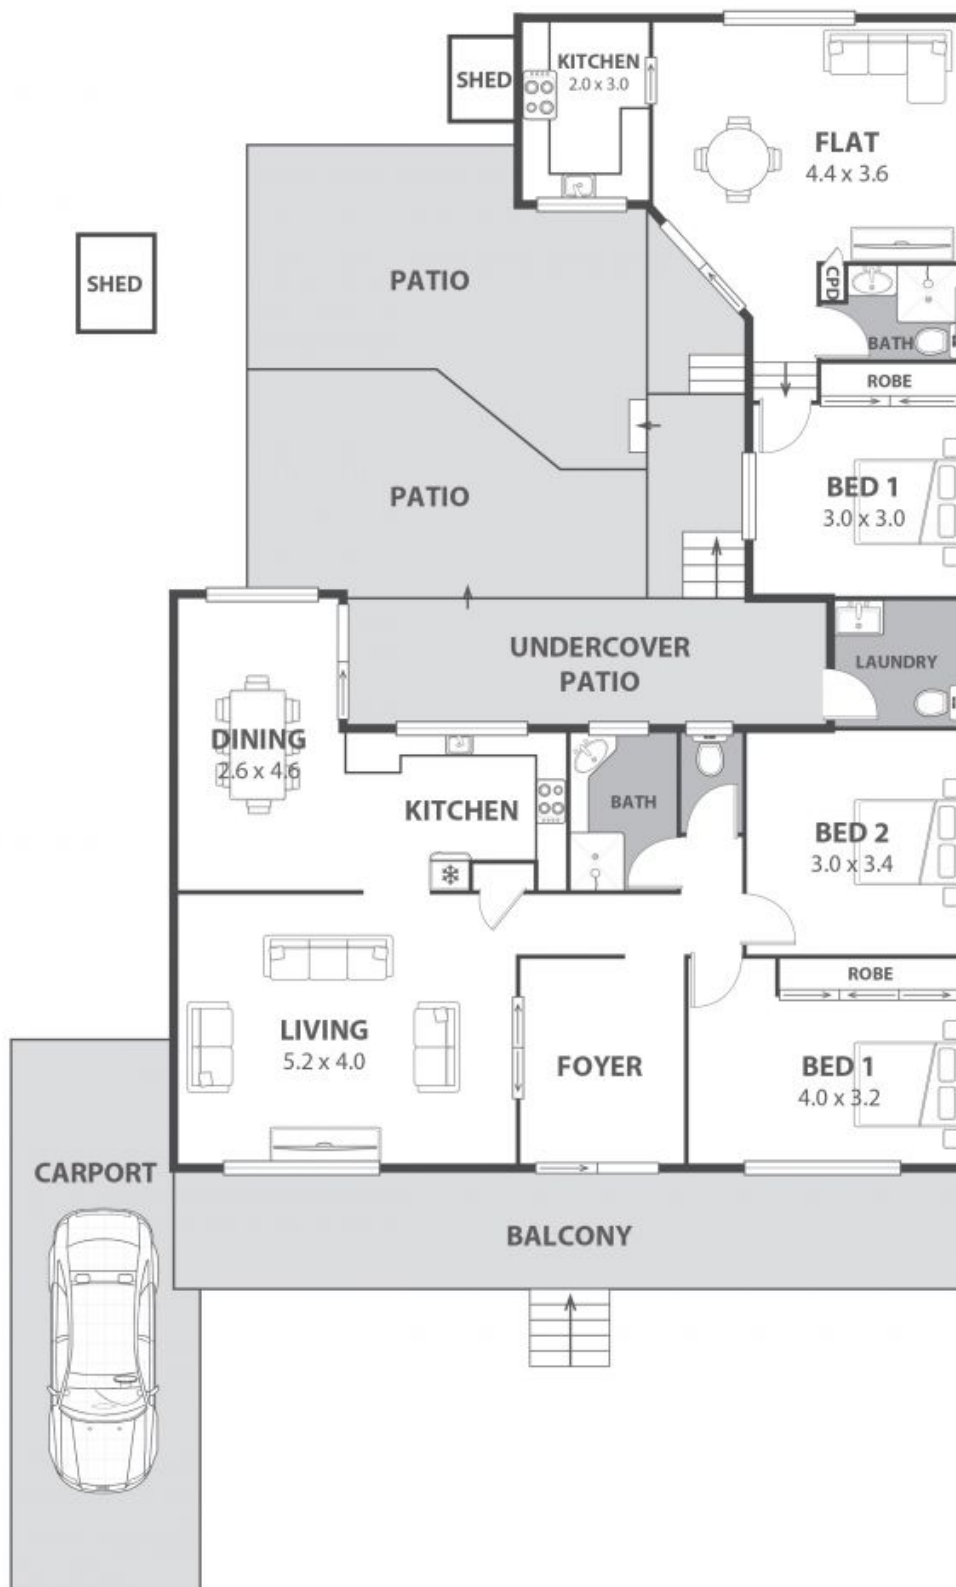 KITCHEN
2.0 x 3.0
SHED
FLAT
4.4 x 3.6
SHED
PATIO
CPD
BATH
ROBE
BED 1
3.0 x 3.0
PATIO
UNDERCOVER
PATIO
LAUNDRY
DINING
2.6 x 4.6
KITCHEN
BATH
BED 2
3.0 x 3.4
ROBE
LIVING
5.2 x 4.0
FOYER
BED 1
4.0 x 3.2
CARPORT
BALCONY